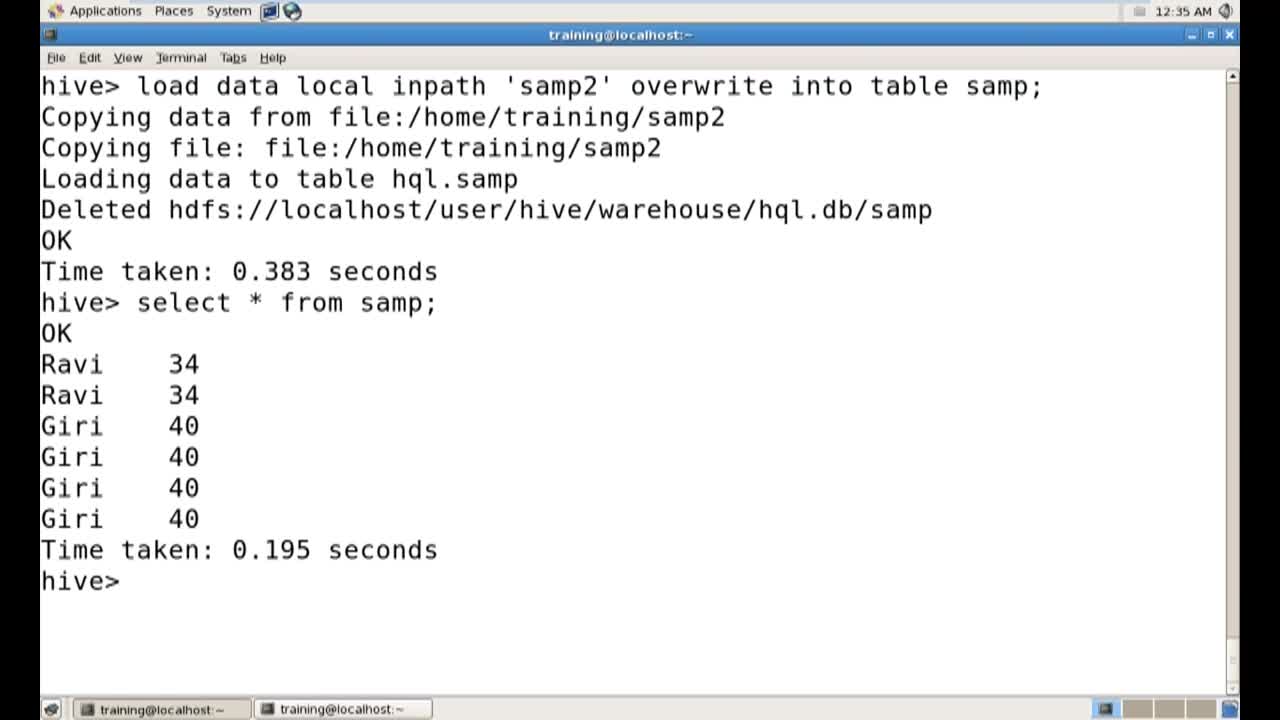 Applications Places System 12:35 AM
training@localhost:~
File Edit View Terminal Tabs Help
hive> load data local inpath 'samp2' overwrite into table samp;
Copying data from file:/home/training/samp2
Copying file: file:/home/training/samp2
Loading data to table hql.samp
Deleted hdfs://localhost/user/hive/warehouse/hql.db/samp
OK
Time taken: 0.383 seconds
hive> select * from samp;
OK
Ravi 34
Ravi 34
Giri 40
Giri 40
Giri 40
Giri 40
Time taken: 0.195 seconds
hive>
training@localhost:~ training@localhost:~